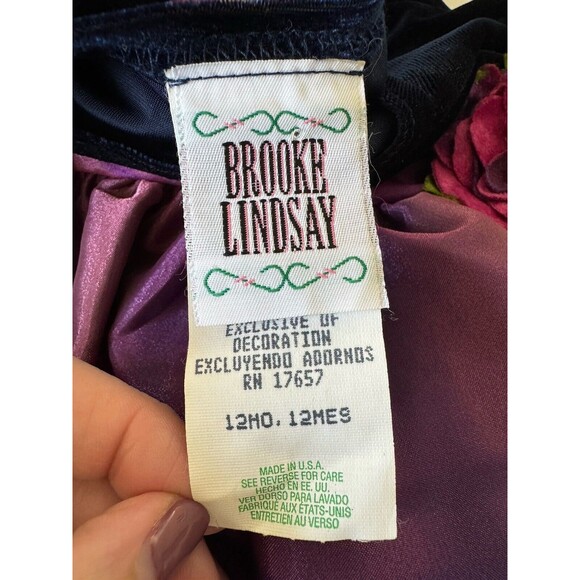 BROOKE
LINDSAY
EXCLUSIVE OF
DECORATION
EXCLUYENDO ADORNOS
RN 17657
12MO, 12MES
MADE IN U.S.A.
SEE REVERSE FOR CARE
HECHO EN EE. UU.
VER DORSO PARA LAVADO
FABRIQUÉ AUX ÉTATS-UNIS
ENTRETIEN AU VERSO